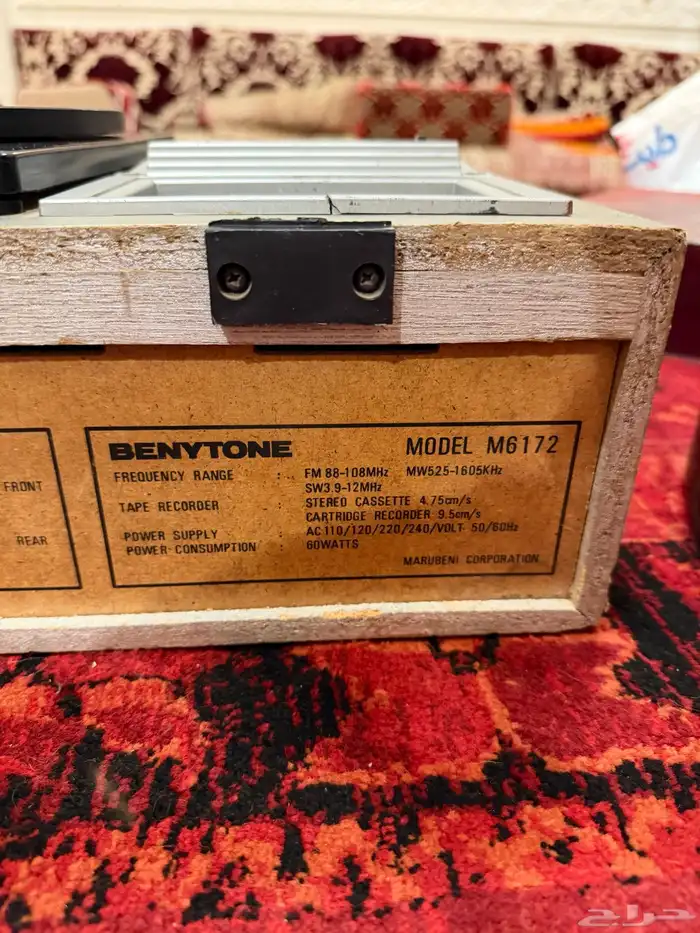 طيب
FRONT
REAR
BENYTONE MODEL M6172
FREQUENCY RANGE : FM 88-108MHz MW525-1605KHz
SW3.9-12MHz
TAPE RECORDER : STEREO CASSETTE 4.75cm/s
CARTRIDGE RECORDER 9.5cm/s
POWER SUPPLY : AC110/120/220/240/VOLT 50/60Hz
POWER CONSUMPTION : 60WATTS
MARUBENI CORPORATION
حراج